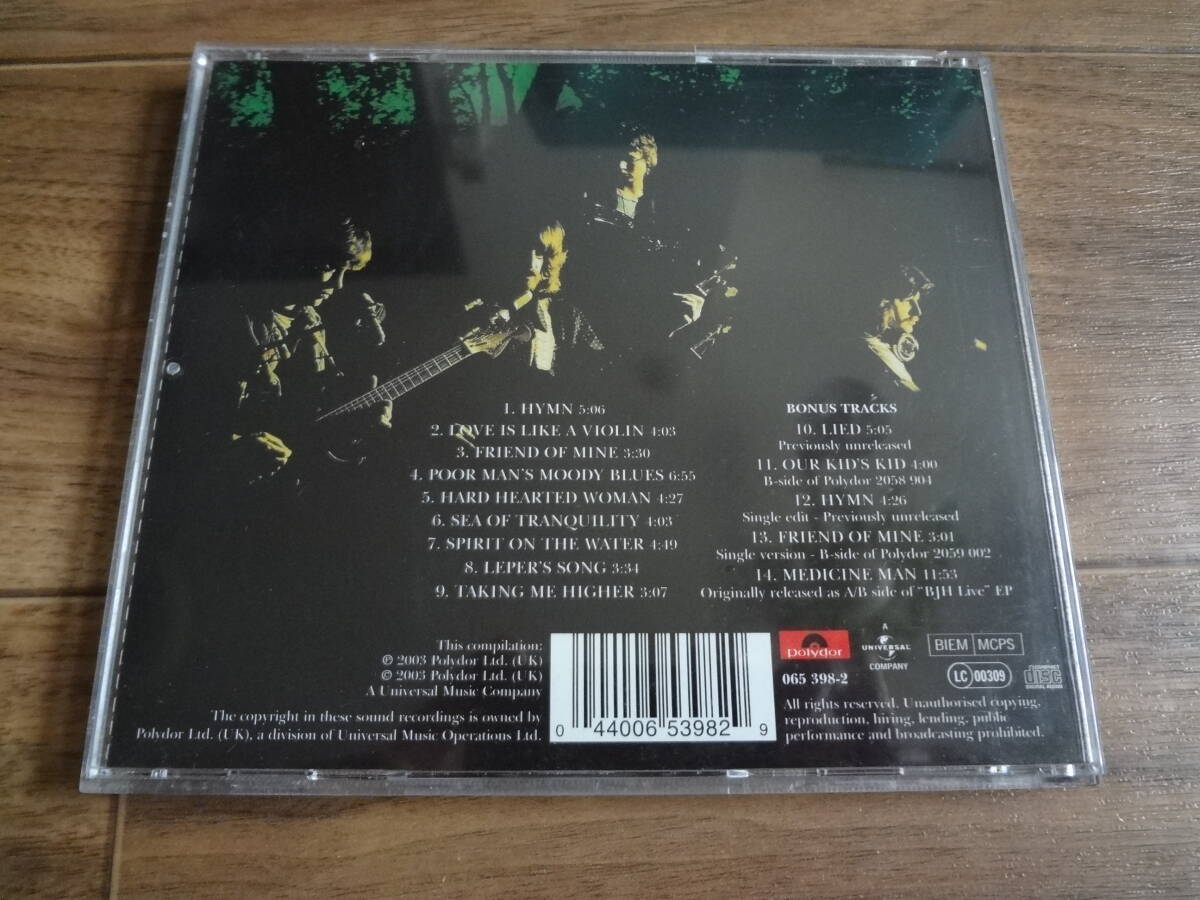 1. HYMN 5:06
2. LOVE IS LIKE A VIOLIN 4:03
3. FRIEND OF MINE 3:30
4. POOR MAN'S MOODY BLUES 6:55
5. HARD HEARTED WOMAN 4:27
6. SEA OF TRANQUILITY 4:03
7. SPIRIT ON THE WATER 4:49
8. LEPER'S SONG 3:34
9. TAKING ME HIGHER 3:07
BONUS TRACKS
10. LIED 5:05
Previously unreleased
11. OUR KID'S KID 4:00
B-side of Polydor 2058 904
12. HYMN 4:26
Single edit - Previously unreleased
13. FRIEND OF MINE 3:01
Single version - B-side of Polydor 2059 002
14. MEDICINE MAN 11:53
Originally released as A/B side of "BJH Live" EP
This compilation:
℗ 2003 Polydor Ltd. (UK)
© 2003 Polydor Ltd. (UK)
A Universal Music Company
The copyright in these sound recordings is owned by
Polydor Ltd. (UK), a division of Universal Music Operations Ltd.
0 44006 53982 9
polydor
065 398-2
A
UNIVERSAL
COMPANY
BIEM MCPS
LC 00309
COMPACT
disc
DIGITAL AUDIO
All rights reserved. Unauthorised copying,
reproduction, hiring, lending, public
performance and broadcasting prohibited.